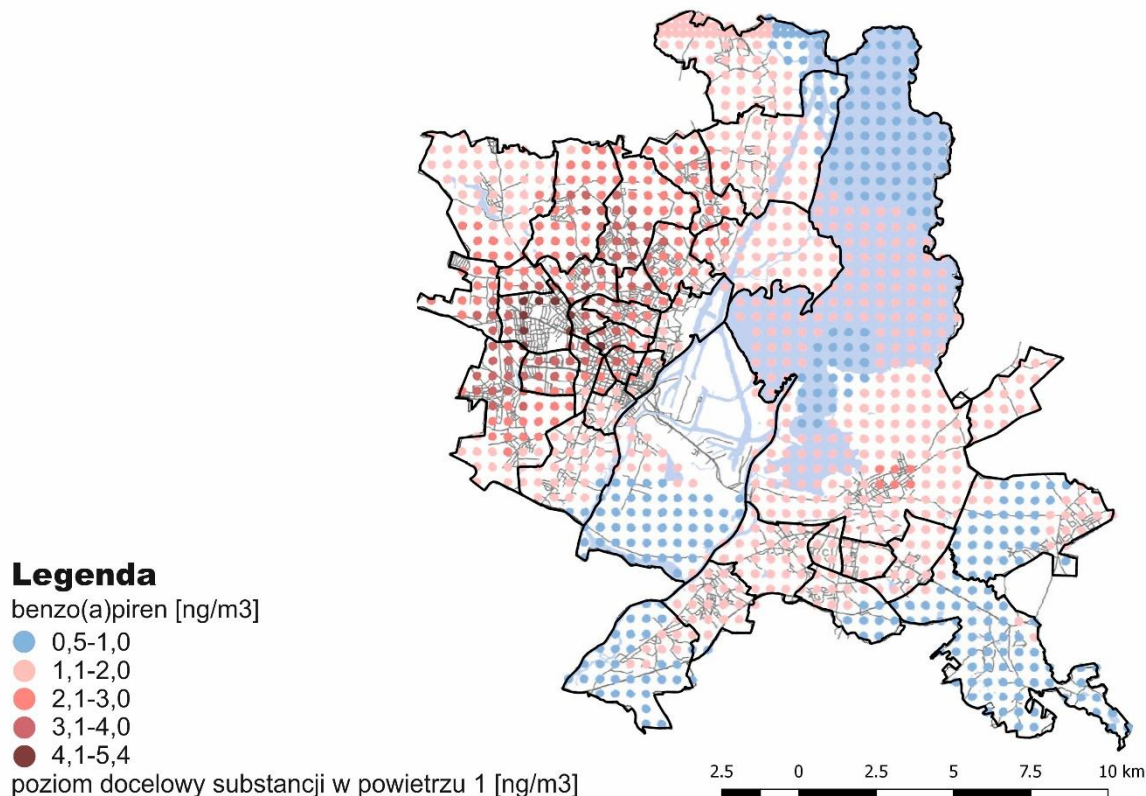 Legenda
benzo(a)piren [ng/m3]
0,5-1,0
1,1-2,0
2,1-3,0
3,1-4,0
4,1-5,4
poziom docelowy substancji w powietrzu 1 [ng/m3]
2.5 0 2.5 5 7.5 10 km